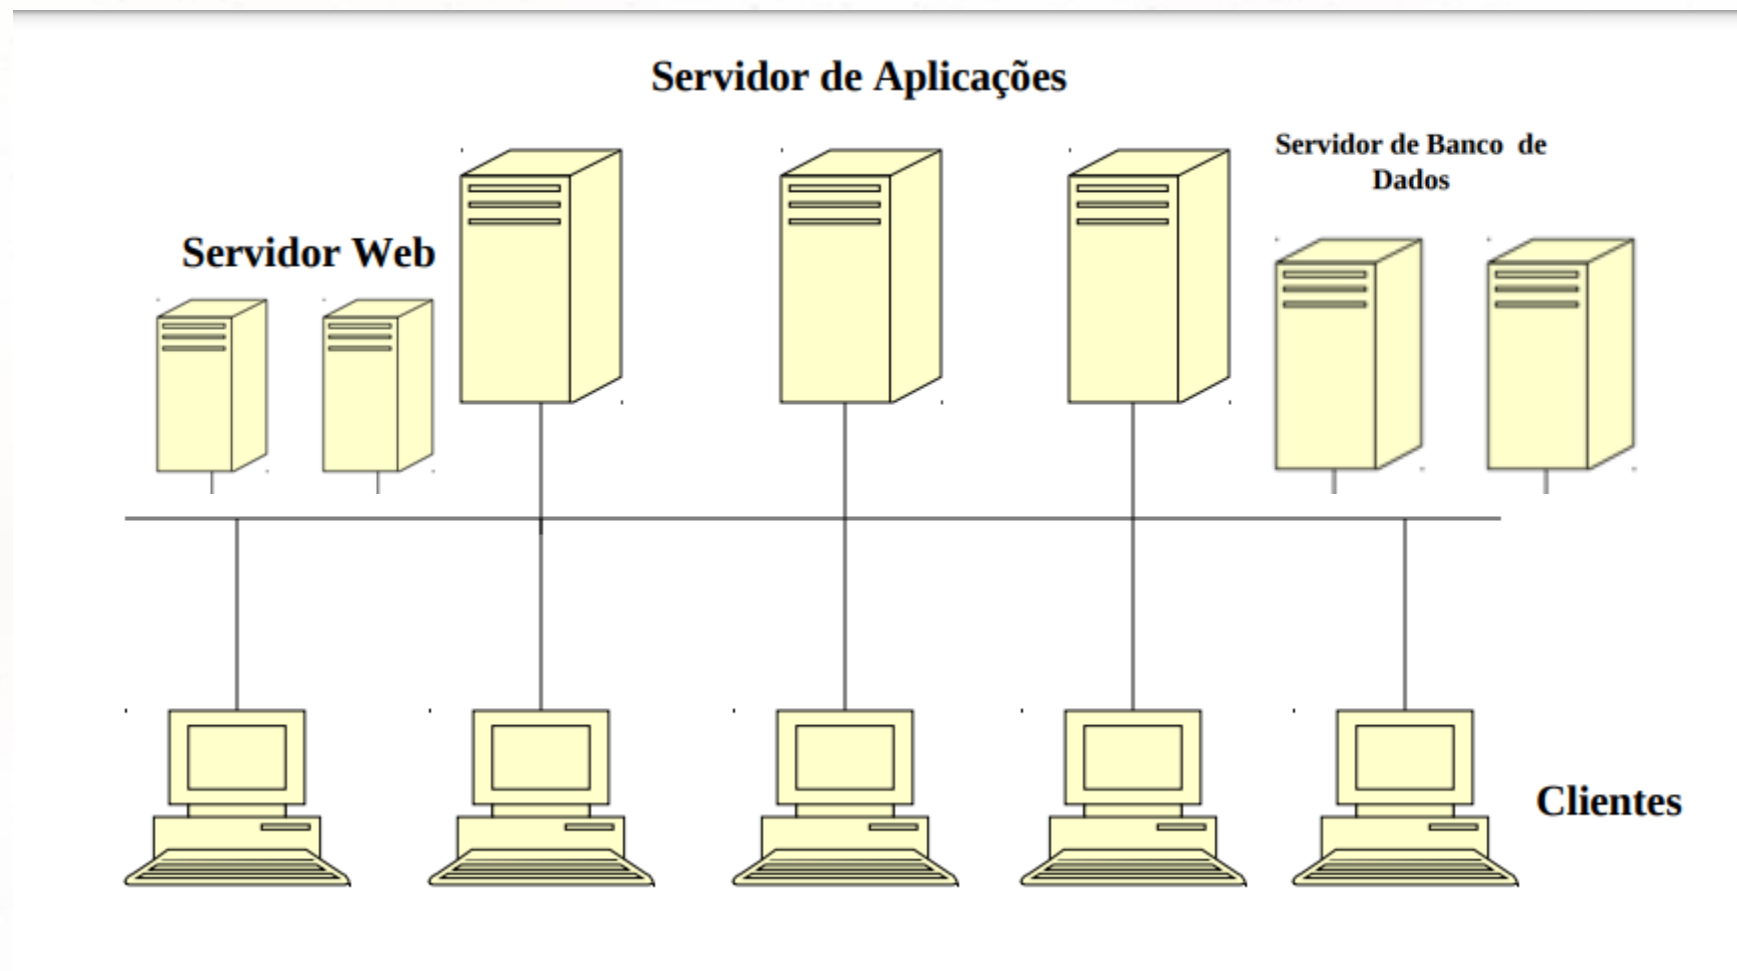 Servidor de Aplicações
Servidor de Banco de
Dados
Servidor Web
Clientes